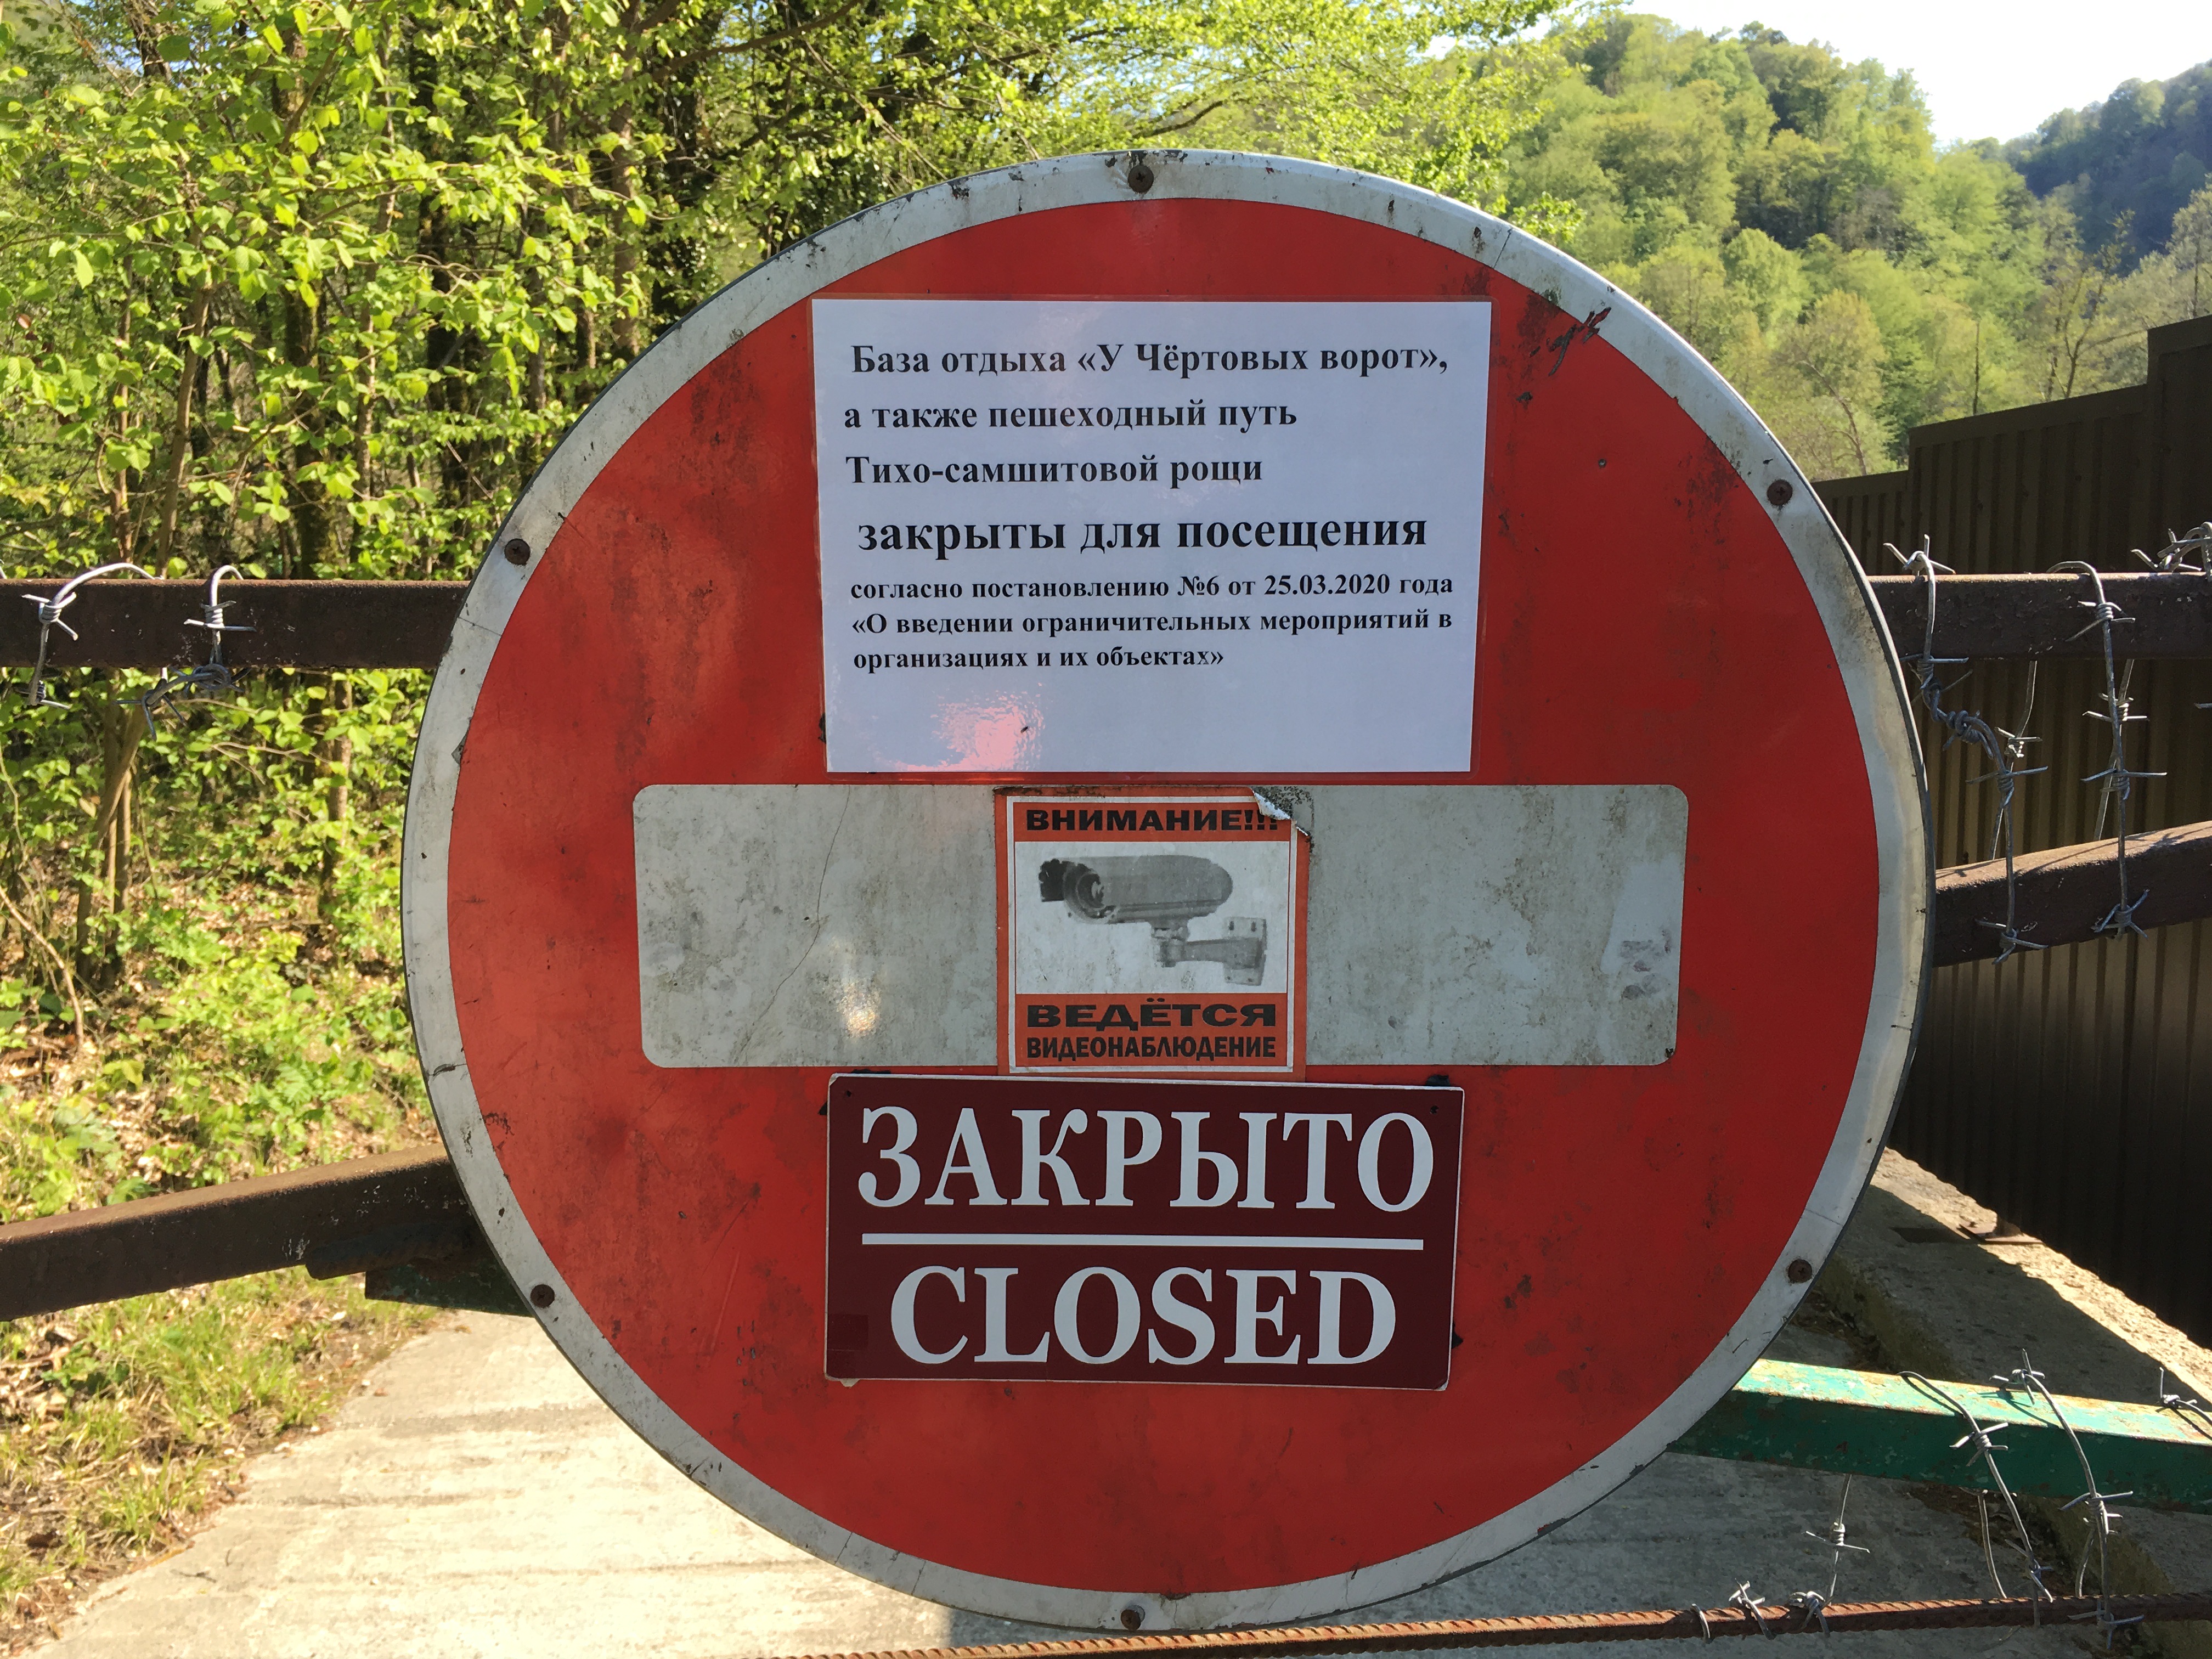 База отдыха «У Чёртовых ворот»,
а также пешеходный путь
Тихо-самшитовой рощи
закрыты для посещения
согласно постановлению №6 от 25.03.2020 года
«О введении ограничительных мероприятий в
организациях и их объектах»
ВНИМАНИЕ!!!
ВЕДЁТСЯ
ВИДЕОНАБЛЮДЕНИЕ
ЗАКРЫТО
CLOSED